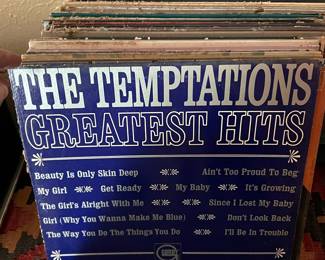 THE TEMPTATIONS
GREATEST HITS
Beauty Is Only Skin Deep Ain't Too Proud To Beg
My Girl Get Ready My Baby It's Growing
The Girl's Alright With Me Since I Lost My Baby
Girl (Why You Wanna Make Me Blue) Don't Look Back
The Way You Do The Things You Do I'll Be In Trouble
GORDY